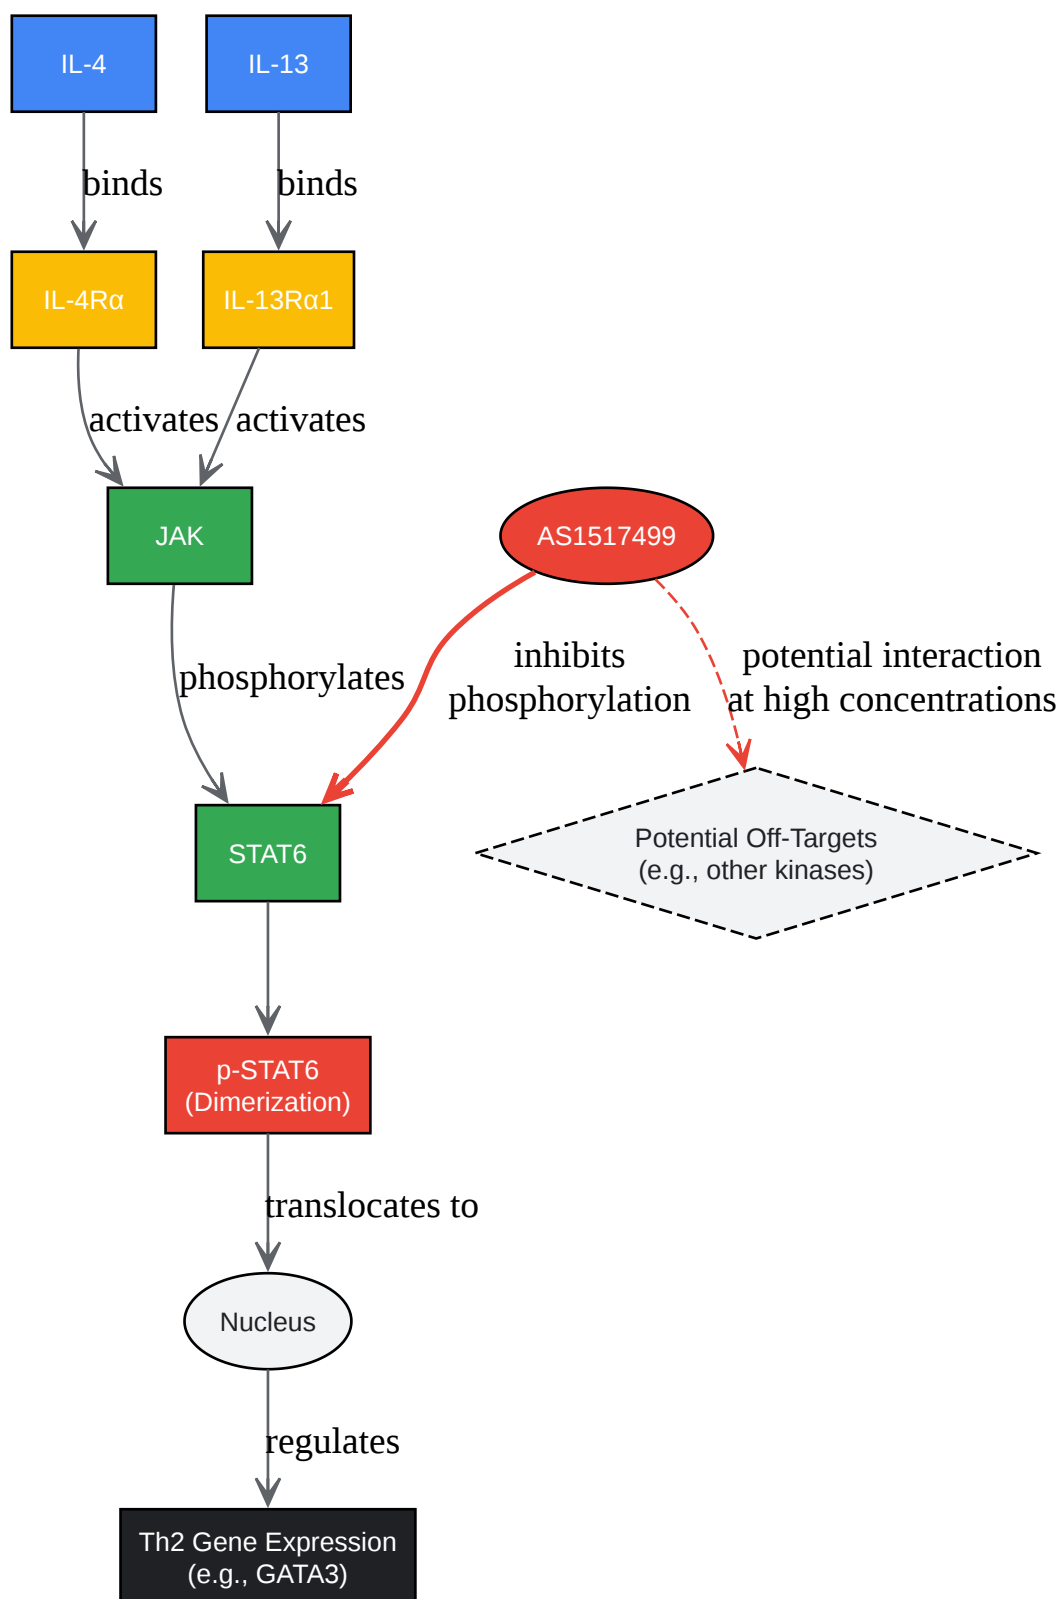 IL-4
IL-13
binds
binds
IL-4Rα
IL-13Rα1
activates
activates
JAK
AS1517499
phosphorylates
inhibits
phosphorylation
potential interaction
at high concentrations
STAT6
Potential Off-Targets
(e.g., other kinases)
p-STAT6
(Dimerization)
translocates to
Nucleus
regulates
Th2 Gene Expression
(e.g., GATA3)